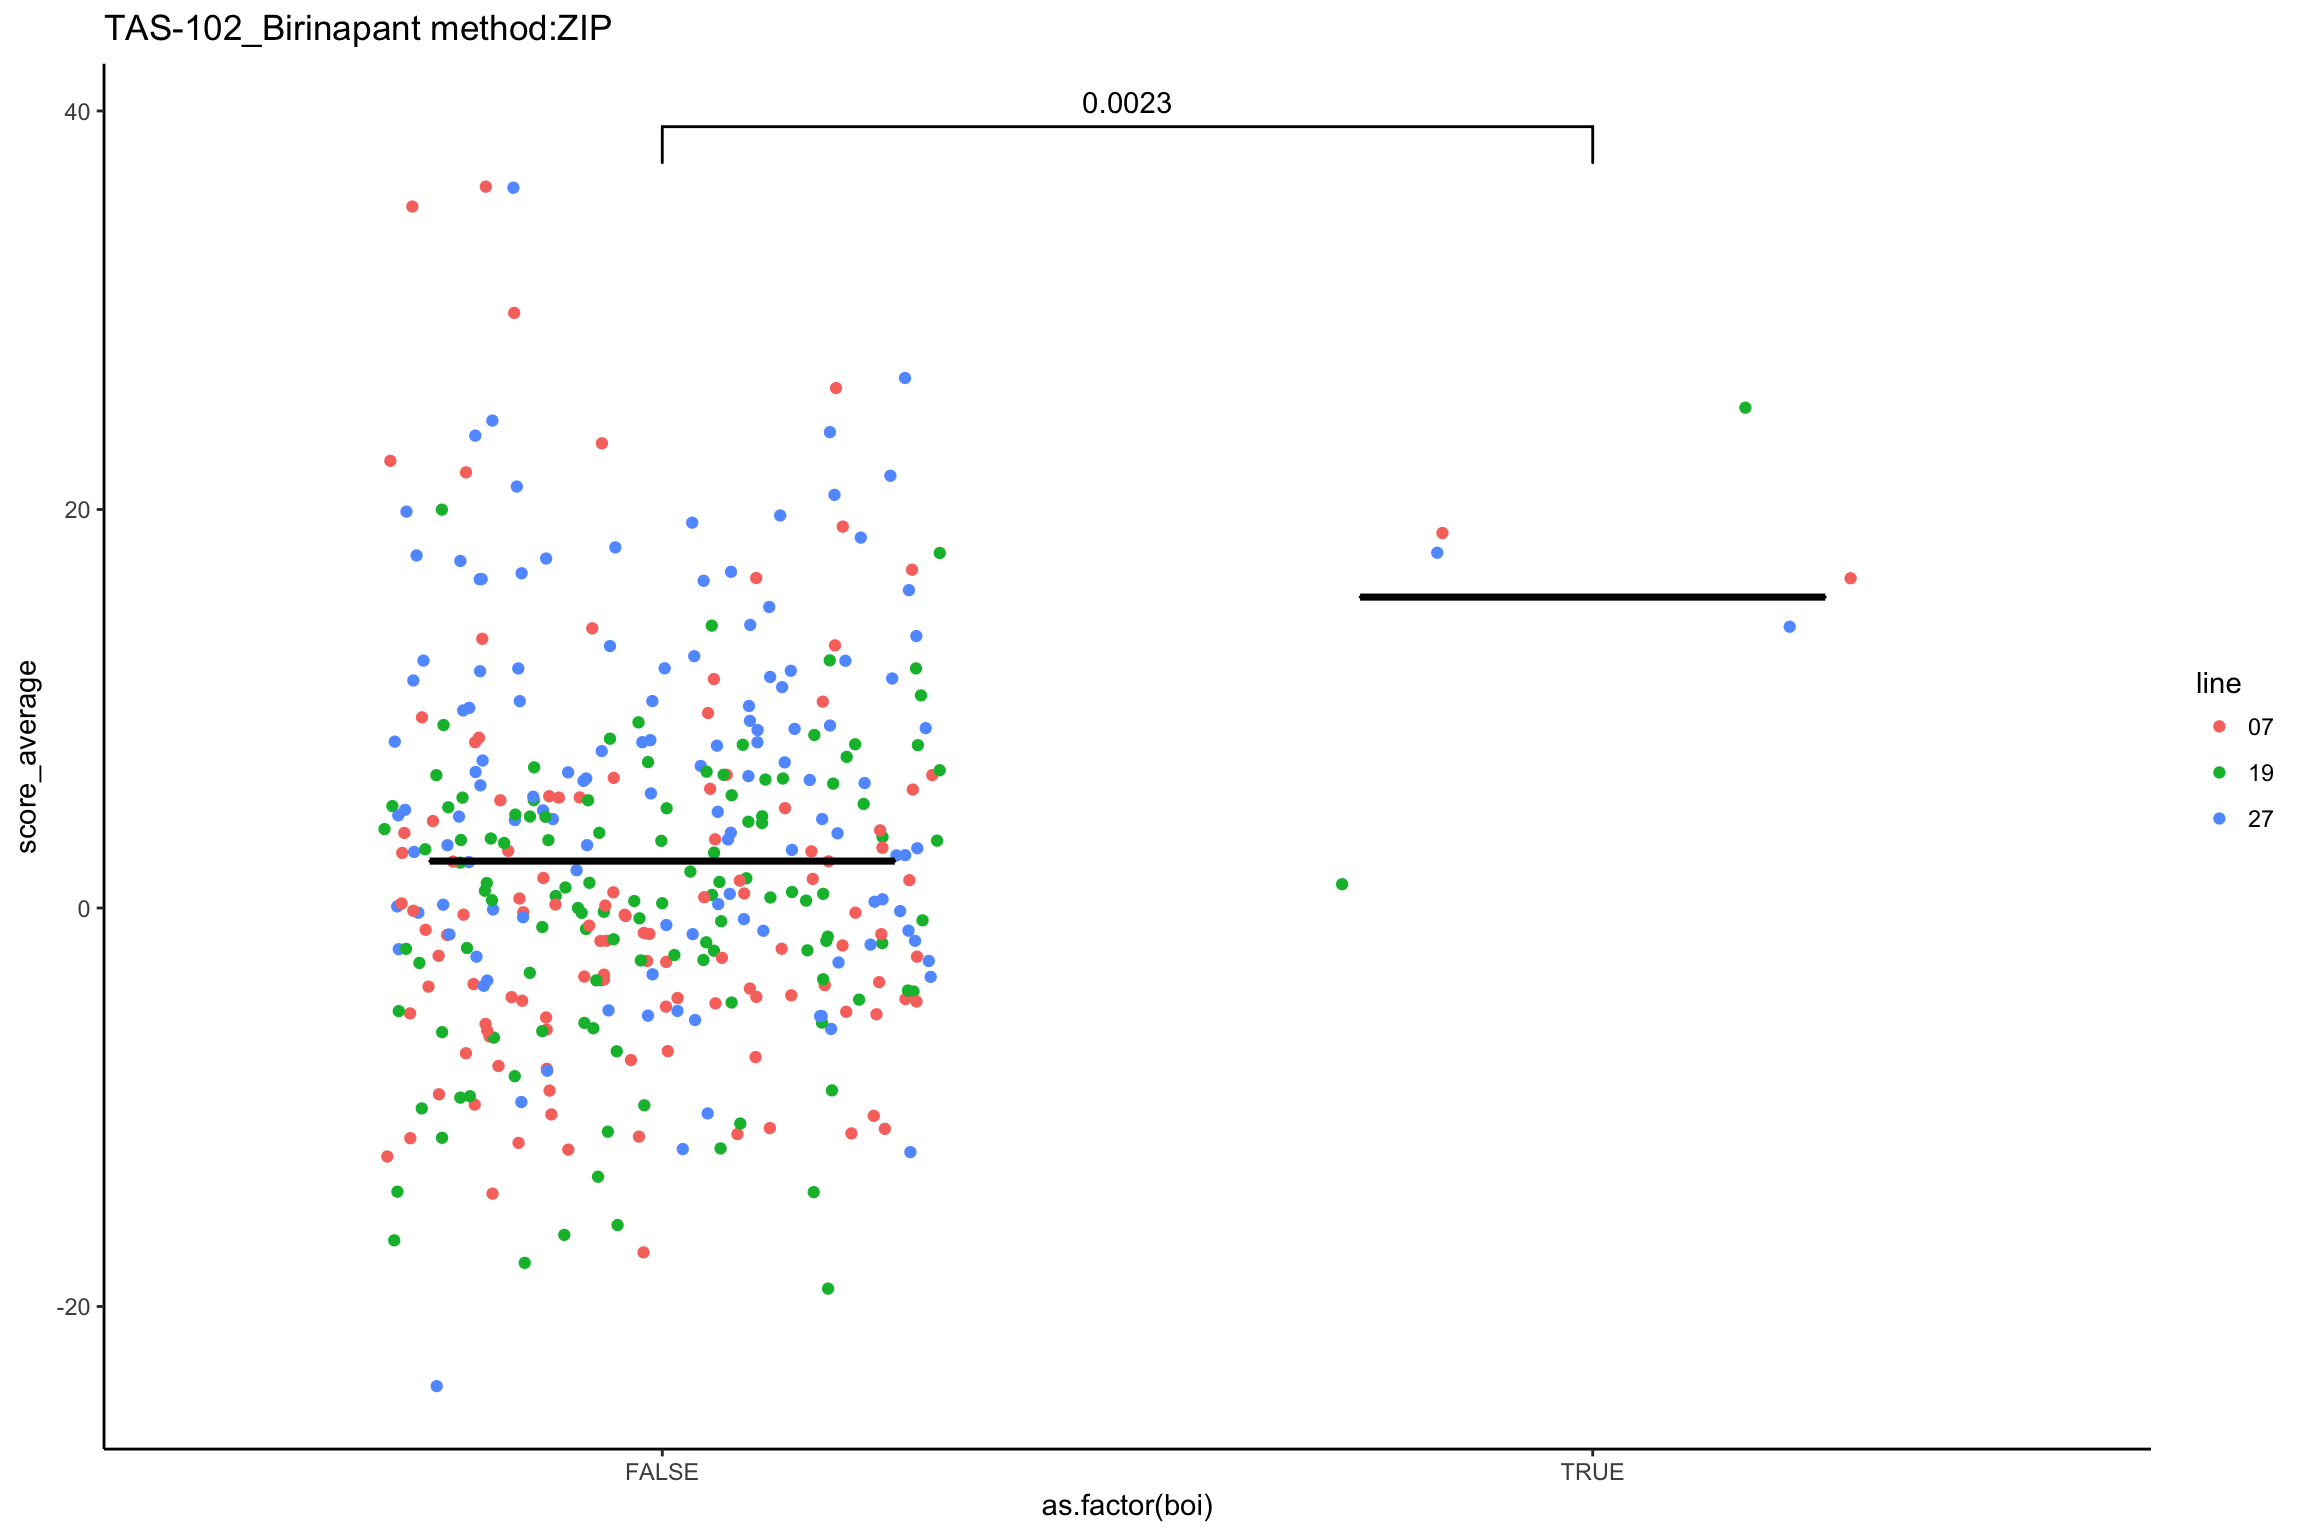 TAS-102_Birinapant method:ZIP
0.0023
40
20
0
-20
score_average
FALSE
TRUE
as.factor(boi)
line
07
19
27